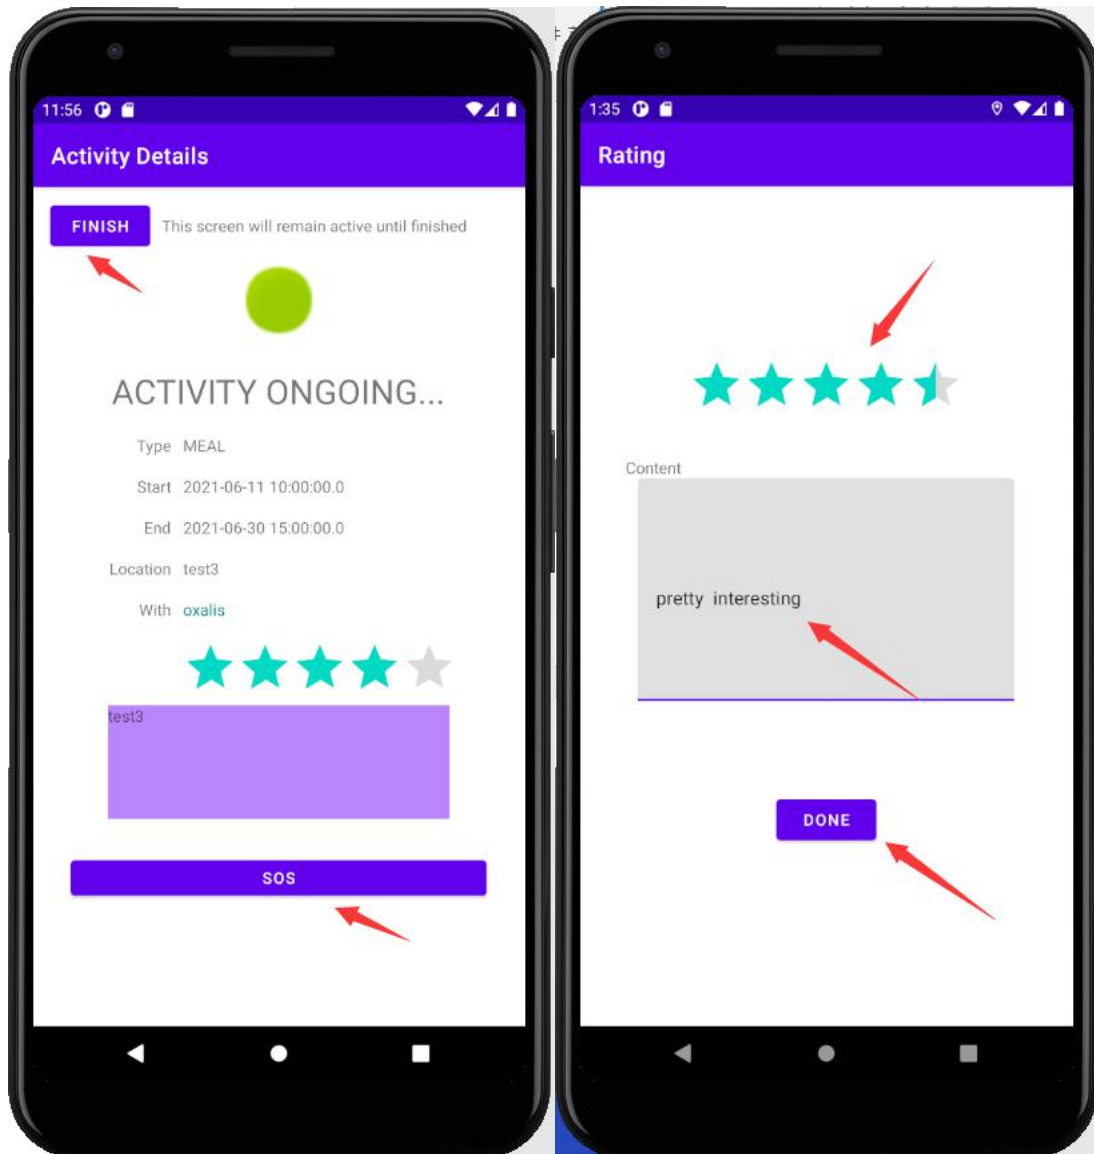 11:56
Activity Details
FINISH This screen will remain active until finished
ACTIVITY ONGOING...
Type MEAL
Start 2021-06-11 10:00:00.0
End 2021-06-30 15:00:00.0
Location test3
With oxalis
test3
SOS
1:35
Rating
Content
pretty interesting
DONE